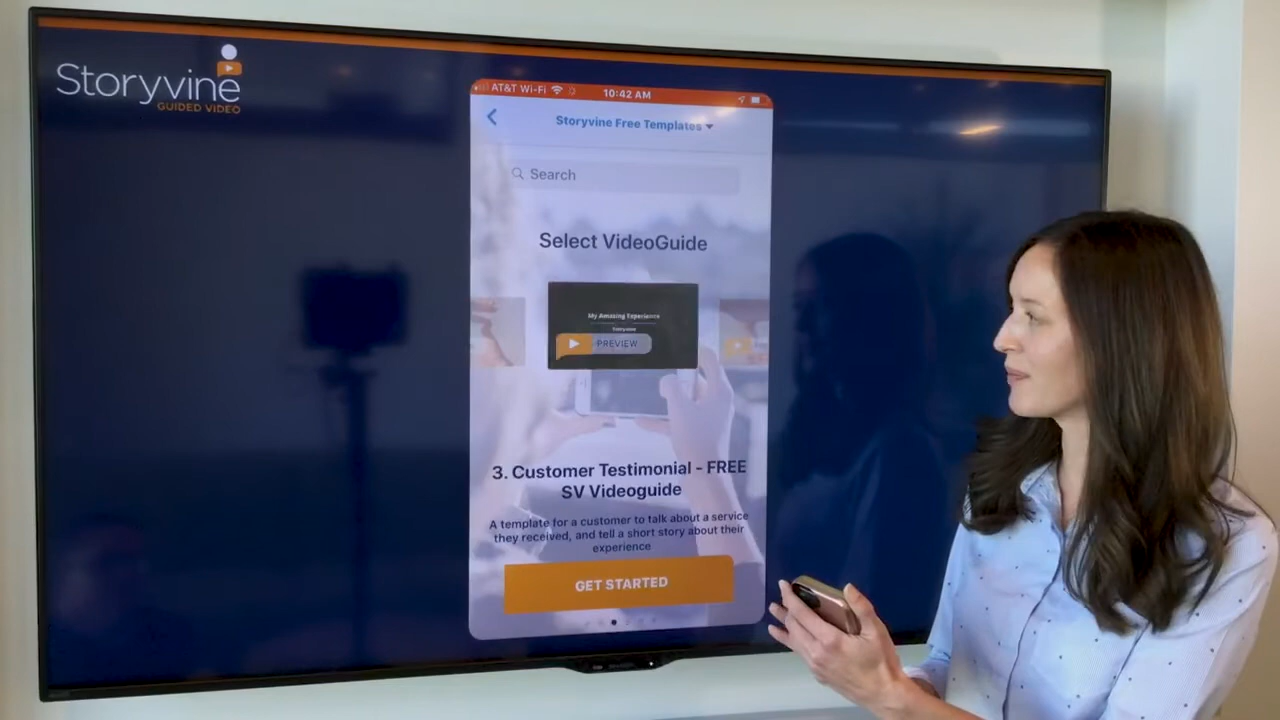 Storyvine
GUIDED VIDEO
AT&T Wi-Fi 10:42 AM
Storyvine Free Templates
Search
Select VideoGuide
My Amazing Experience
PREVIEW
3. Customer Testimonial - FREE
SV Videoguide
A template for a customer to talk about a service
they received, and tell a short story about their
experience
GET STARTED